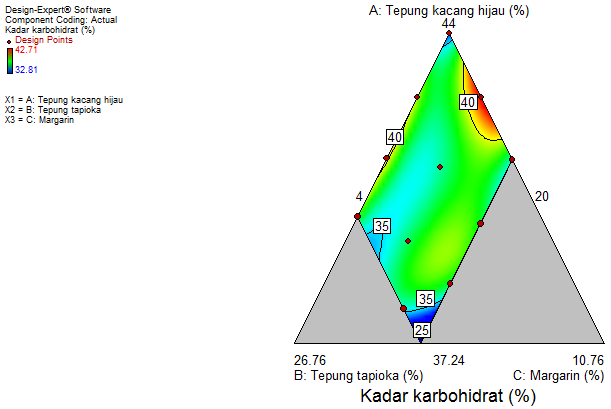 Design-Expert® Software
Component Coding: Actual
Kadar karbohidrat (%)
Design Points
42.71
32.81
X1 = A: Tepung kacang hijau
X2 = B: Tepung tapioka
X3 = C: Margarin
A: Tepung kacang hijau (%)
44
40
40
4
20
35
35
25
26.76
37.24
10.76
B: Tepung tapioka (%)
C: Margarin (%)
Kadar karbohidrat (%)